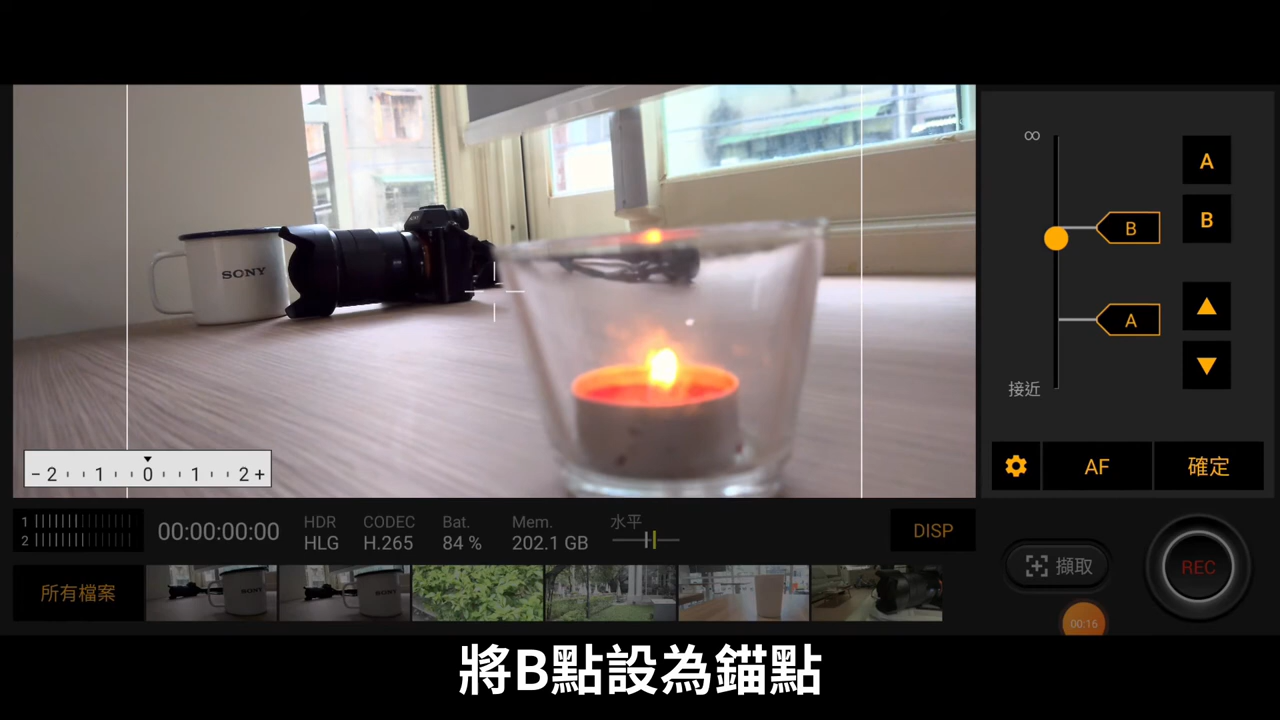 ∞
A
B
B
A
接近
AF
確定
SONY
-2 1 0 1 2+
1
2
00:00:00:00
HDR
HLG
CODEC
H.265
Bat.
84 %
Mem.
202.1 GB
水平
DISP
擷取
REC
所有檔案
SONY
SONY
00:16
將B點設為錨點